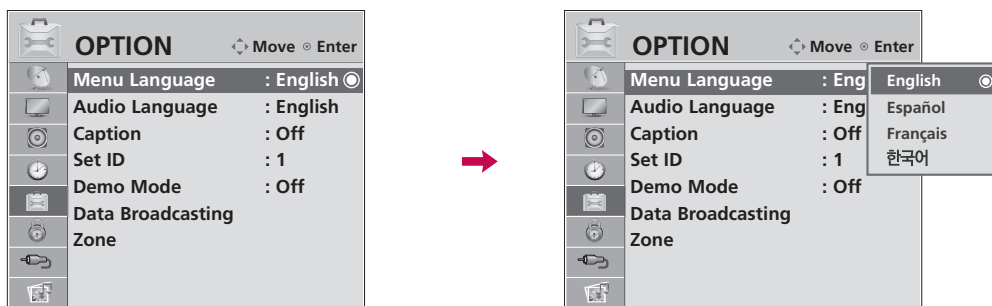 OPTION Move Enter
Menu Language : English
Audio Language : English
Caption : Off
Set ID : 1
Demo Mode : Off
Data Broadcasting
Zone
OPTION Move Enter
Menu Language : Eng
Audio Language : Eng
Caption : Off
Set ID : 1
Demo Mode : Off
Data Broadcasting
Zone
English
Español
Français
한국어